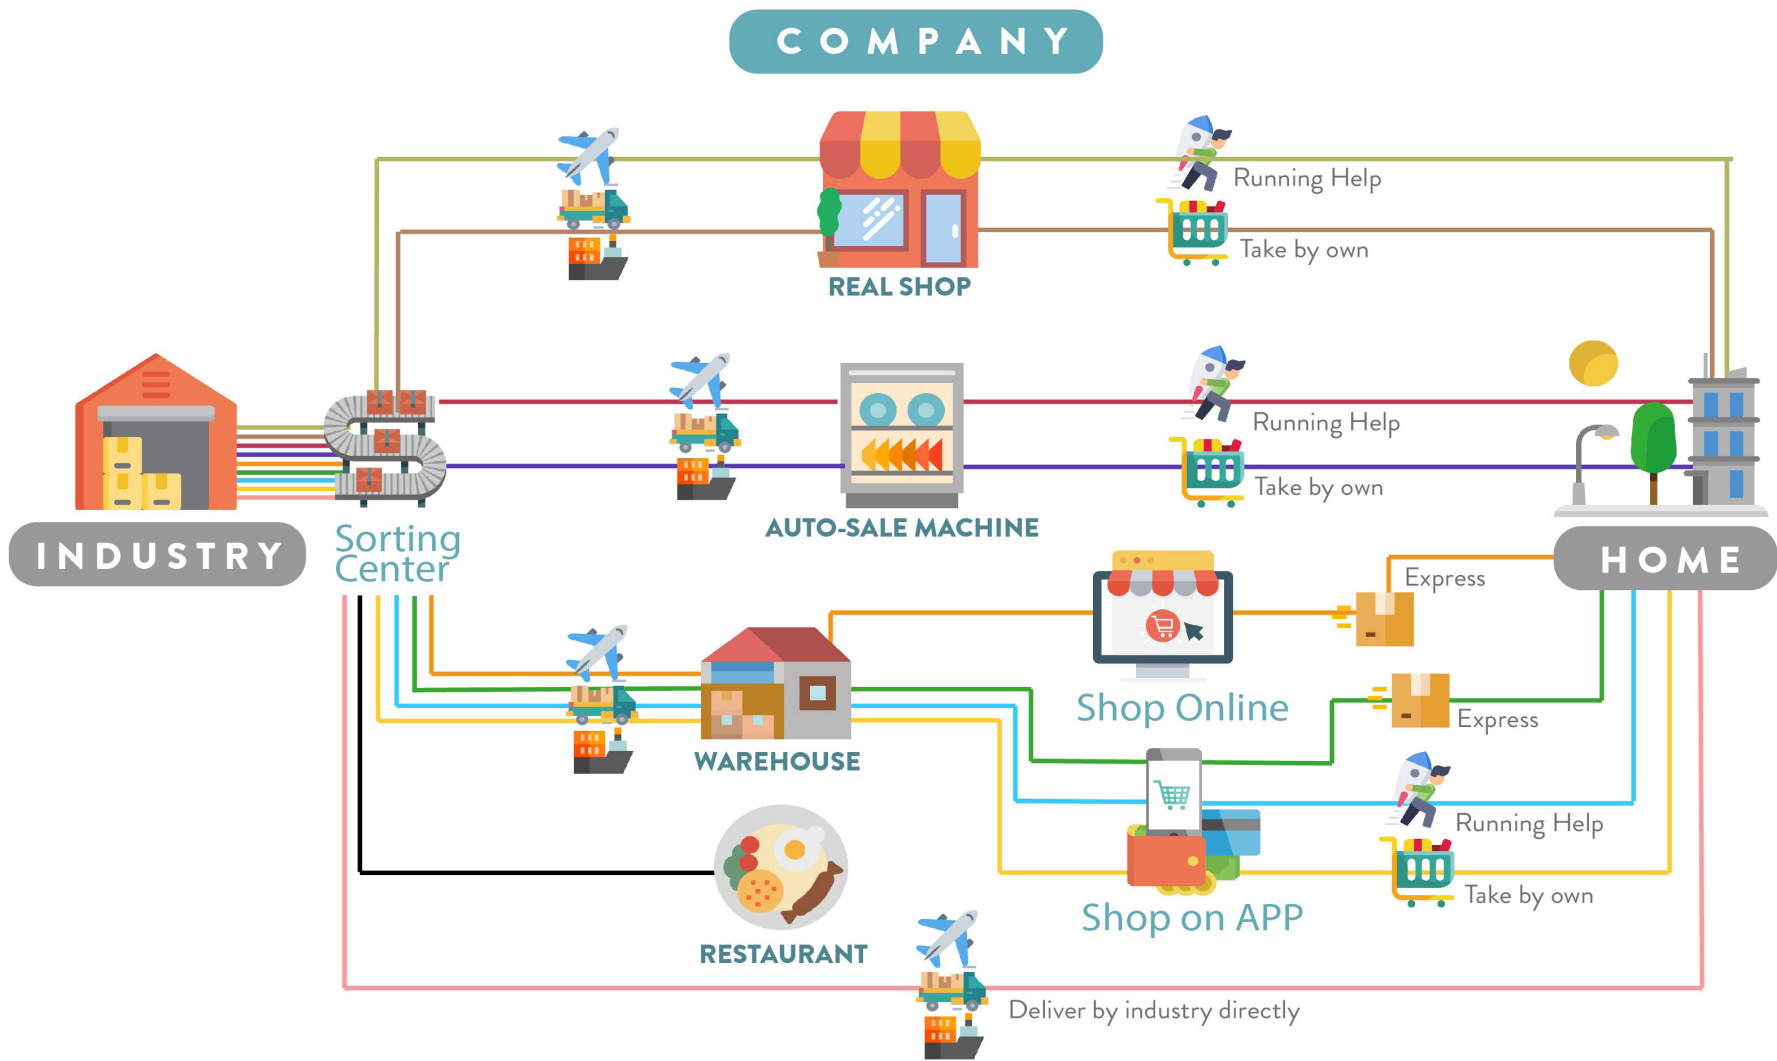 COMPANY
Running Help
Take by own
REAL SHOP
Running Help
Take by own
AUTO-SALE MACHINE
INDUSTRY
Sorting
Center
HOME
Express
Shop Online
Express
WAREHOUSE
Running Help
Take by own
Shop on APP
RESTAURANT
Deliver by industry directly